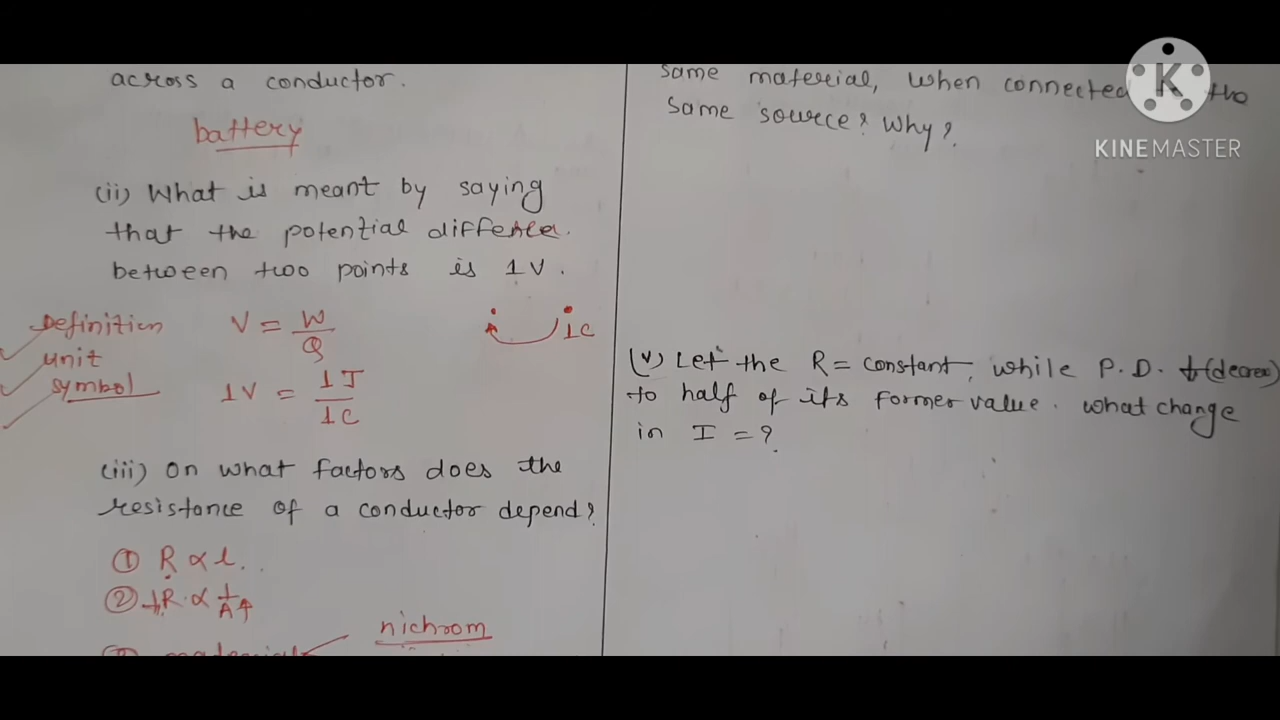 across a conductor.
battery
(ii) What is meant by saying
that the potential
between two points is 1V.
Definition
unit
symbol
V = W/Q
1V = 1J/1C
1C
(iii) On what factors does the
resistance of a conductor depend?
① R ∝ l.
② ↓R ∝ 1/A↑
nichrom
same material, when connected the
same source? Why?
(v) Let the R = constant, while P.D. ↓
to half of its former value. What change
in I = ?
K
KINEMASTER